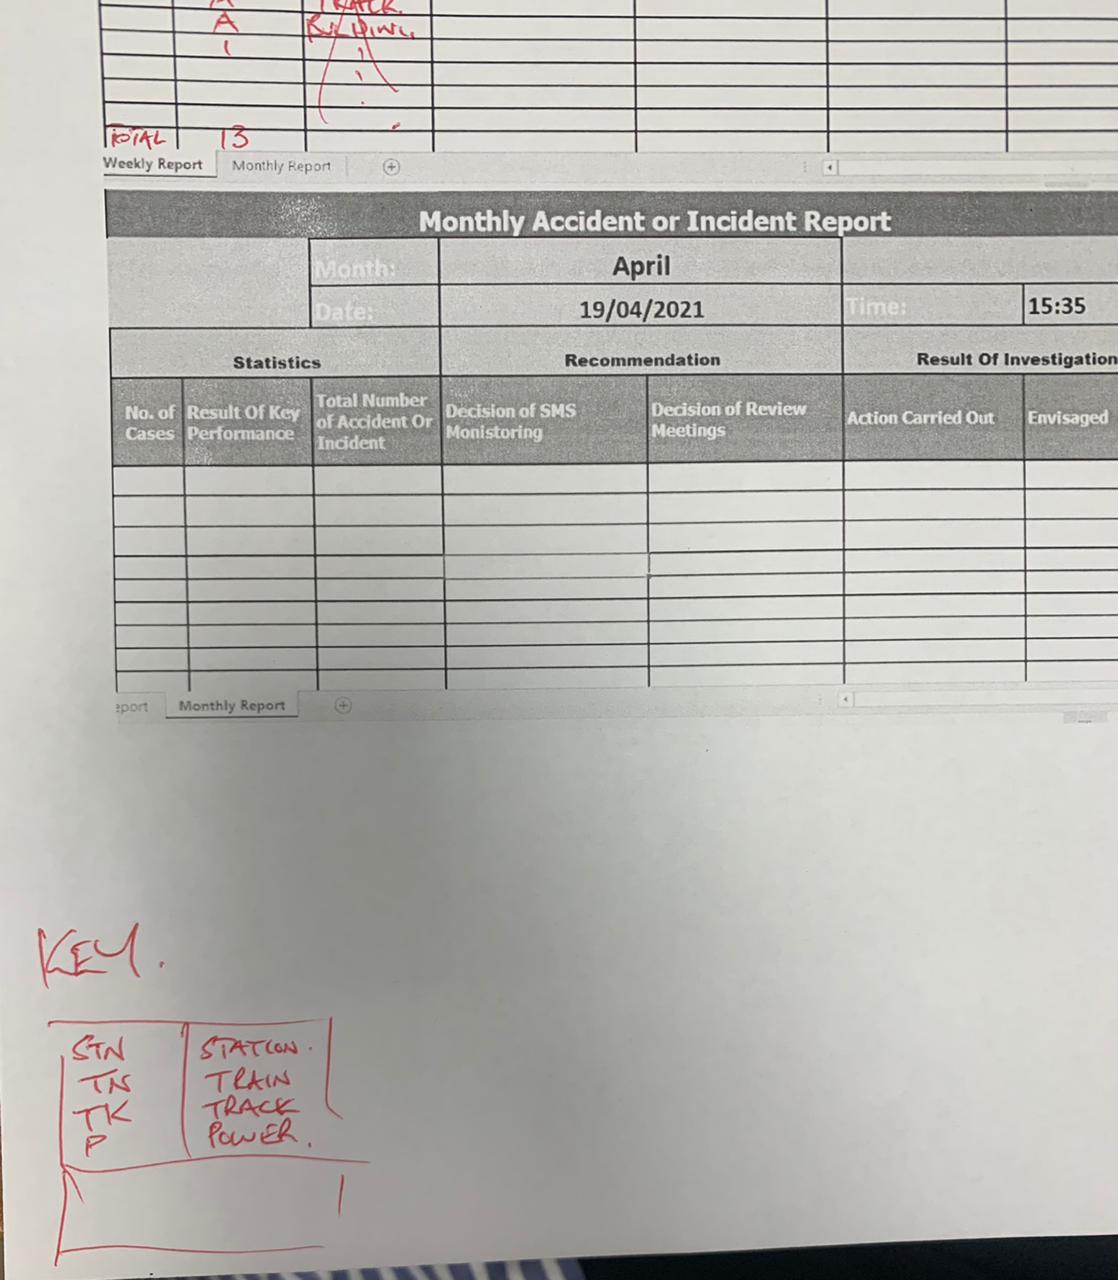 TRACK.
A BUILDING.
TOTAL 13
Weekly Report Monthly Report
Monthly Accident or Incident Report
Month: April
Date: 19/04/2021 Time: 15:35
Statistics Recommendation Result Of Investigation
No. of Cases Result Of Key Performance Total Number of Accident Or Incident Decision of SMS Monistoring Decision of Review Meetings Action Carried Out Envisaged
eport Monthly Report
KEY.
STN STATION.
TN TRAIN
TK TRACK
P POWER.